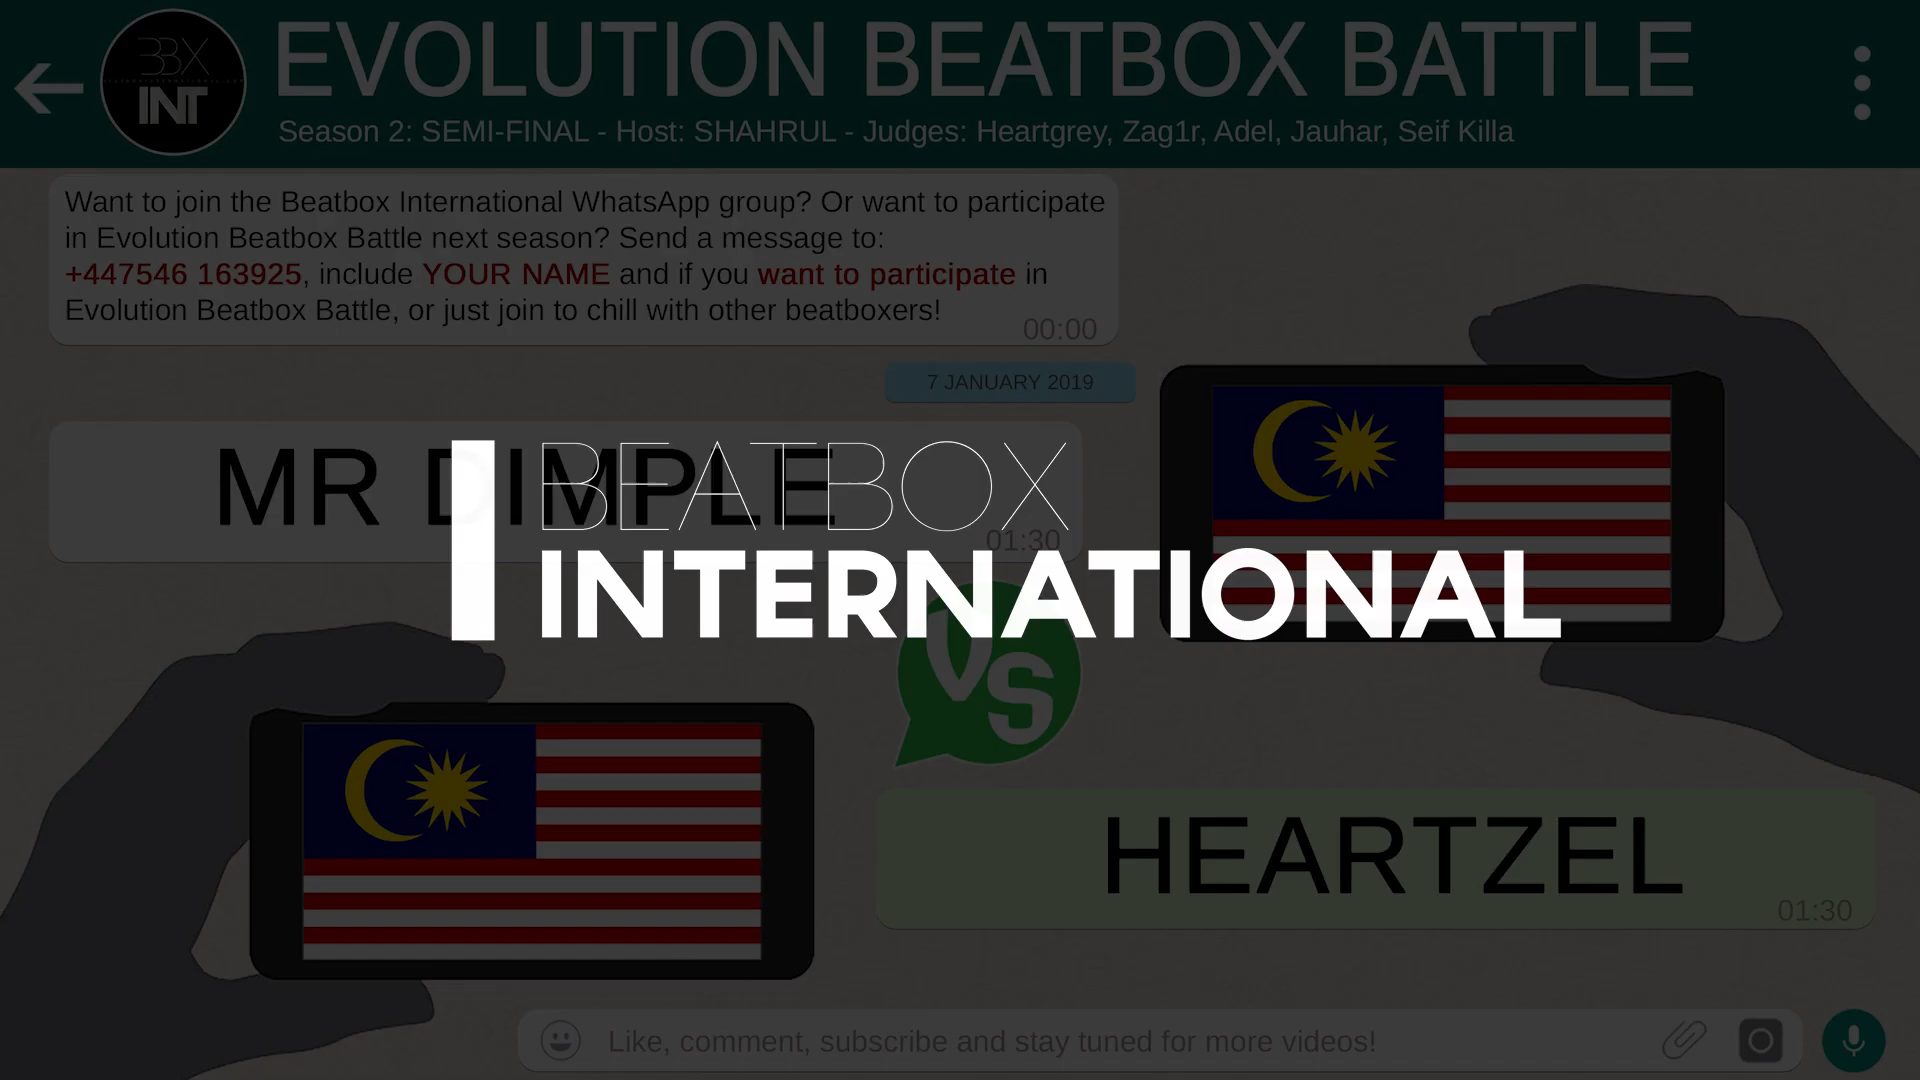 BBX
INT
EVOLUTION BEATBOX BATTLE
Season 2: SEMI-FINAL - Host: SHAHRUL - Judges: Heartgrey, Zag1r, Adel, Jauhar, Seif Killa
Want to join the Beatbox International WhatsApp group? Or want to participate
in Evolution Beatbox Battle next season? Send a message to:
+447546 163925, include YOUR NAME and if you want to participate in
Evolution Beatbox Battle, or just join to chill with other beatboxers!
00:00
7 JANUARY 2019
MR DIMPLE
01:30
BEATBOX
INTERNATIONAL
VS
HEARTZEL
01:30
Like, comment, subscribe and stay tuned for more videos!